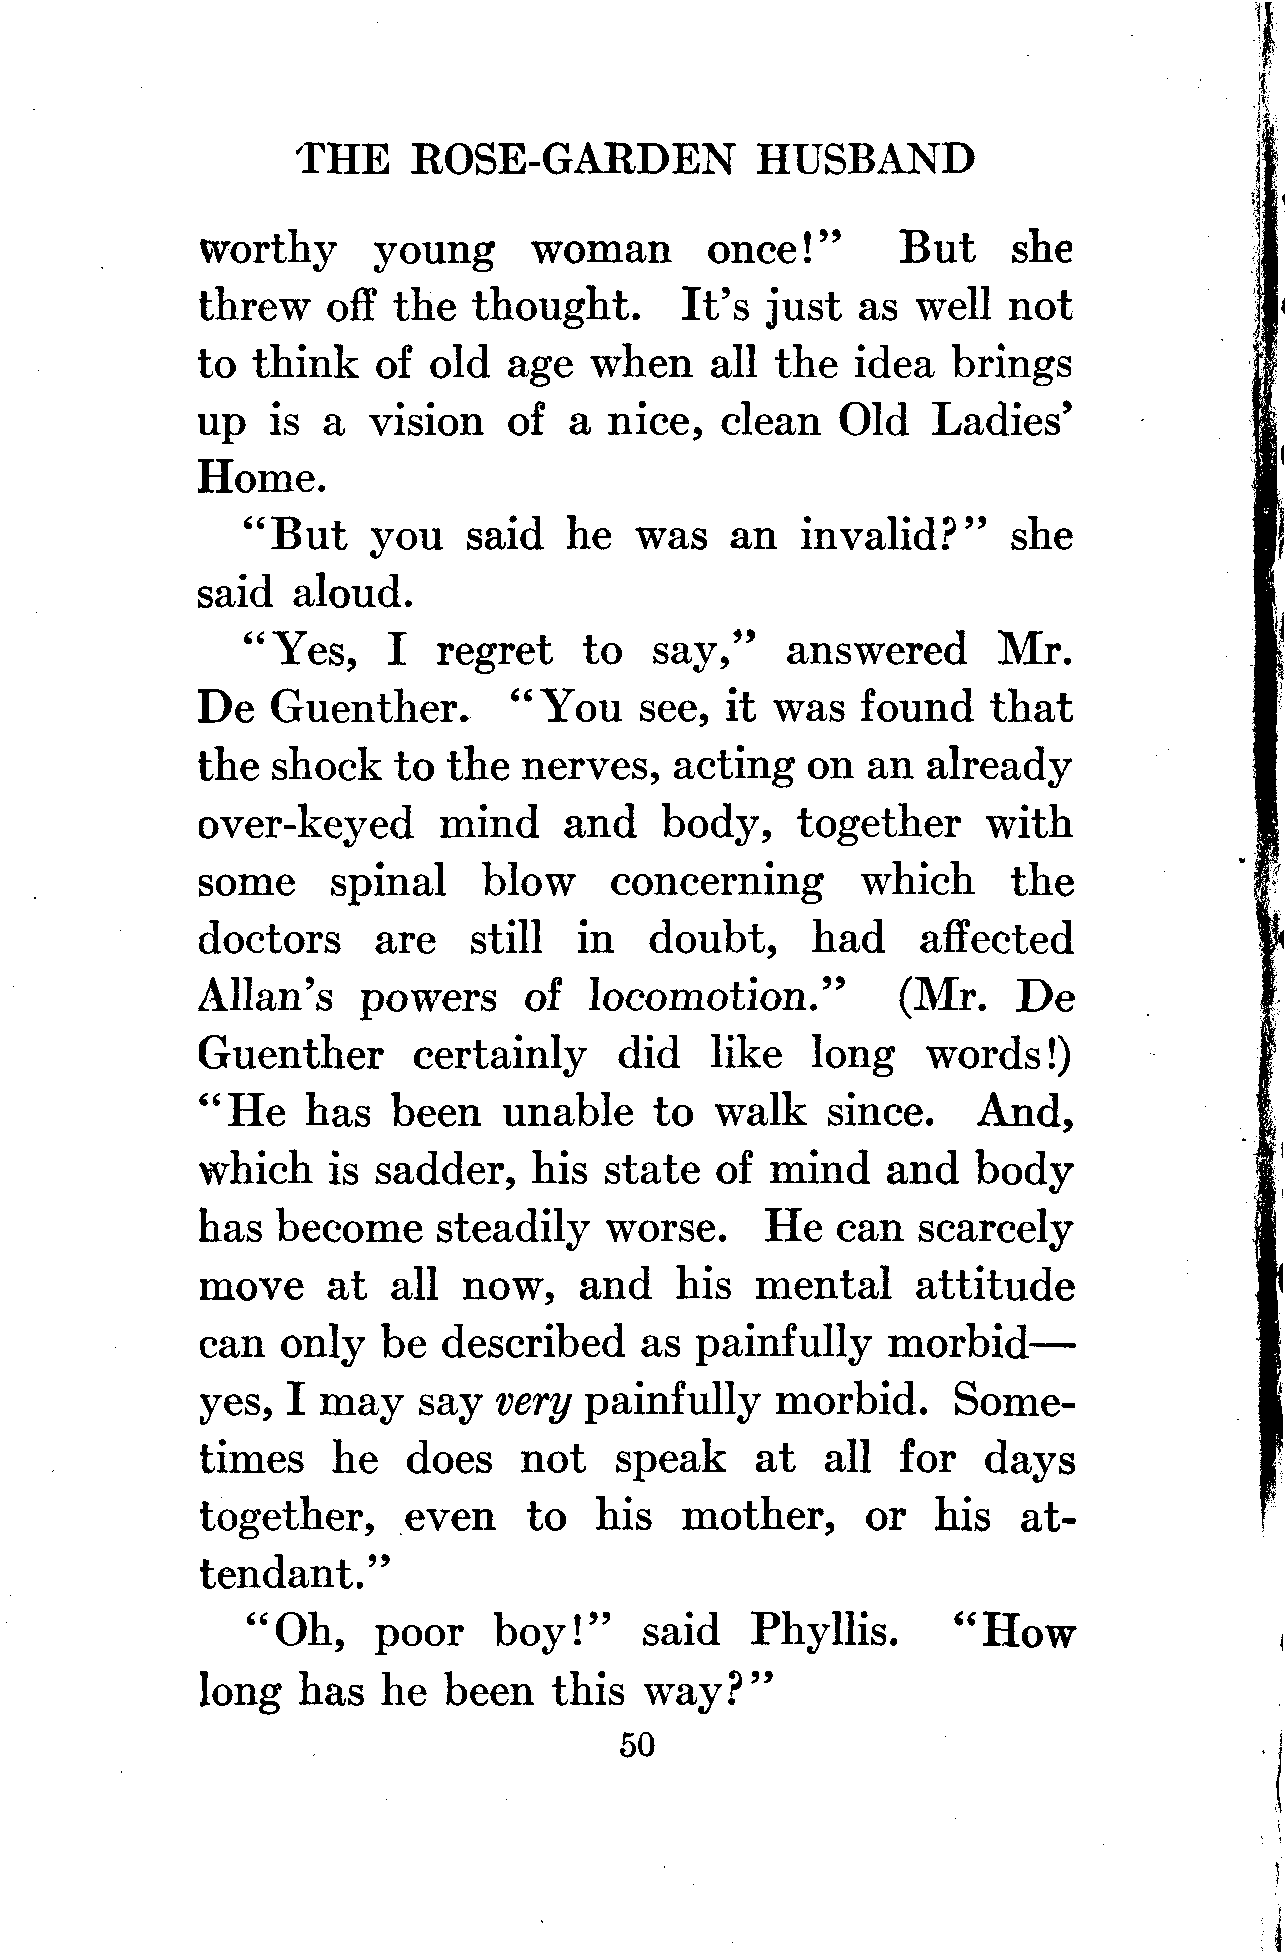 THE ROSE-GARDEN HUSBAND
worthy young woman once!” But she
threw off the thought. It’s just as well not
to think of old age when all the idea brings
up is a vision of a nice, clean Old Ladies’
Home.
“But you said he was an invalid?” she
said aloud.
“Yes, I regret to say,” answered Mr.
De Guenther. “You see, it was found that
the shock to the nerves, acting on an already
over-keyed mind and body, together with
some spinal blow concerning which the
doctors are still in doubt, had affected
Allan’s powers of locomotion.” (Mr. De
Guenther certainly did like long words!)
“He has been unable to walk since. And,
which is sadder, his state of mind and body
has become steadily worse. He can scarcely
move at all now, and his mental attitude
can only be described as painfully morbid—
yes, I may say very painfully morbid. Some-
times he does not speak at all for days
together, even to his mother, or his at-
tendant.”
“Oh, poor boy!” said Phyllis. “How
long has he been this way?”
50